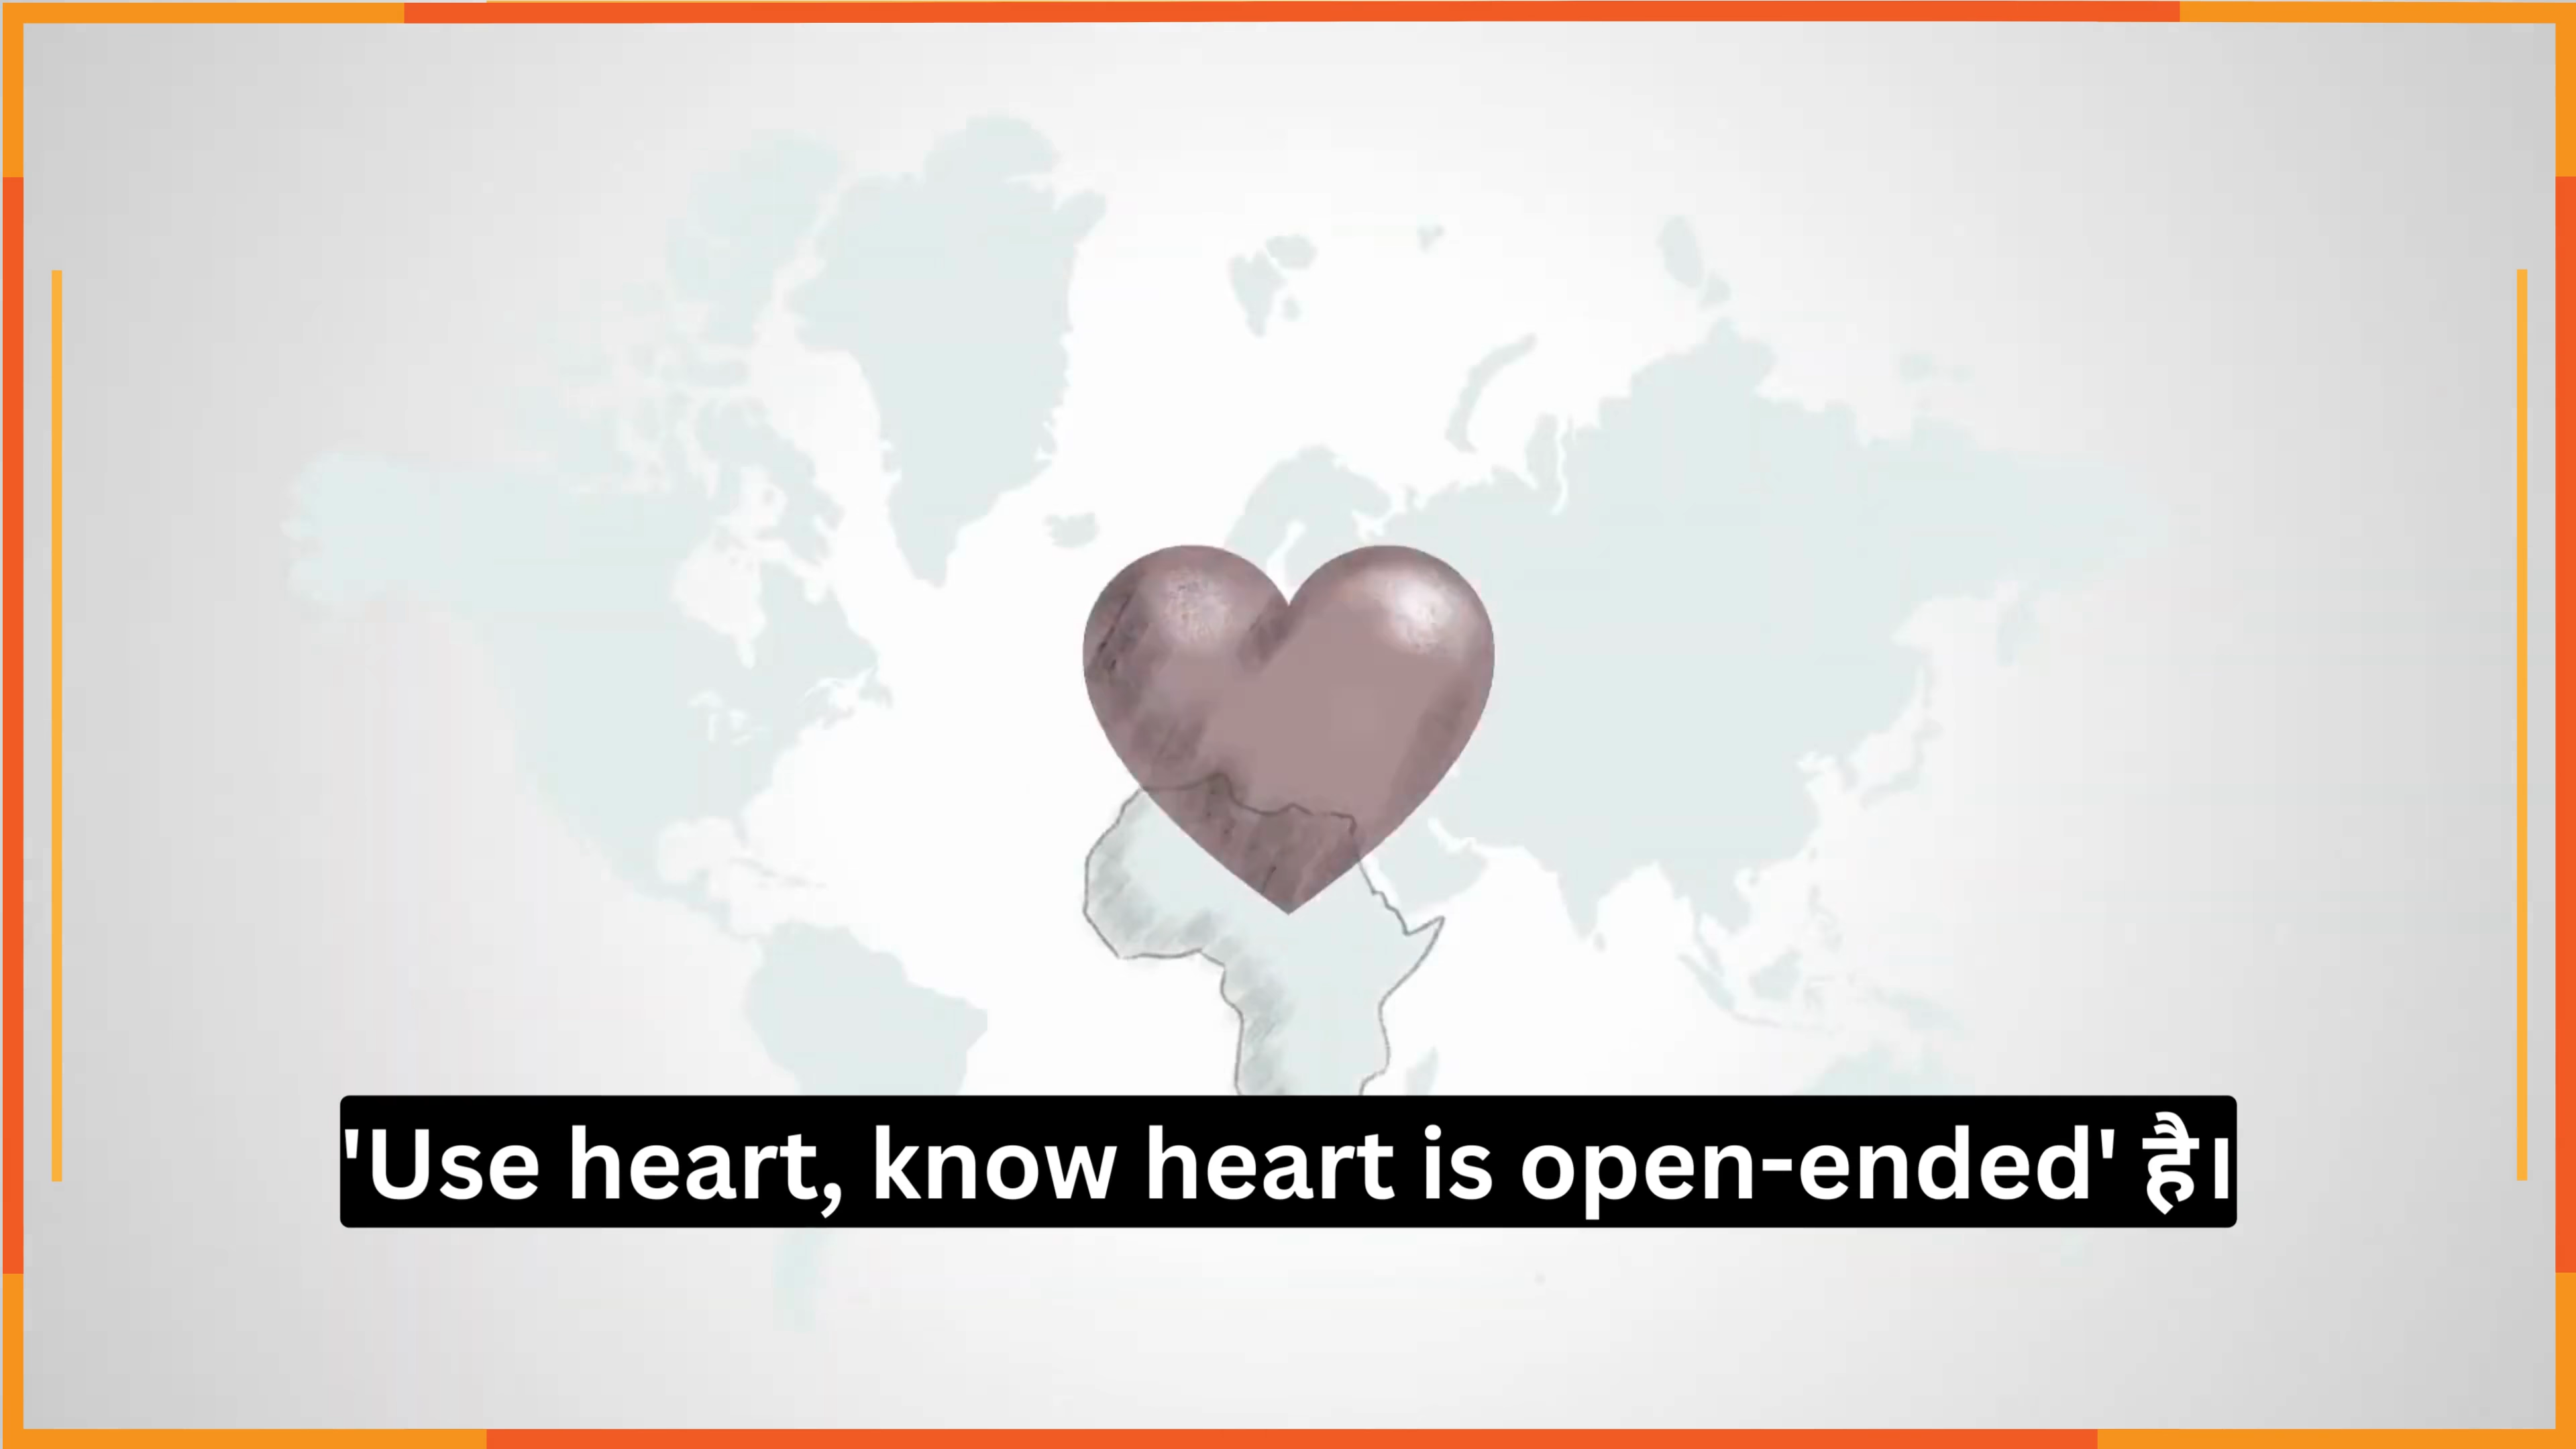 'Use heart, know heart is open-ended' है।